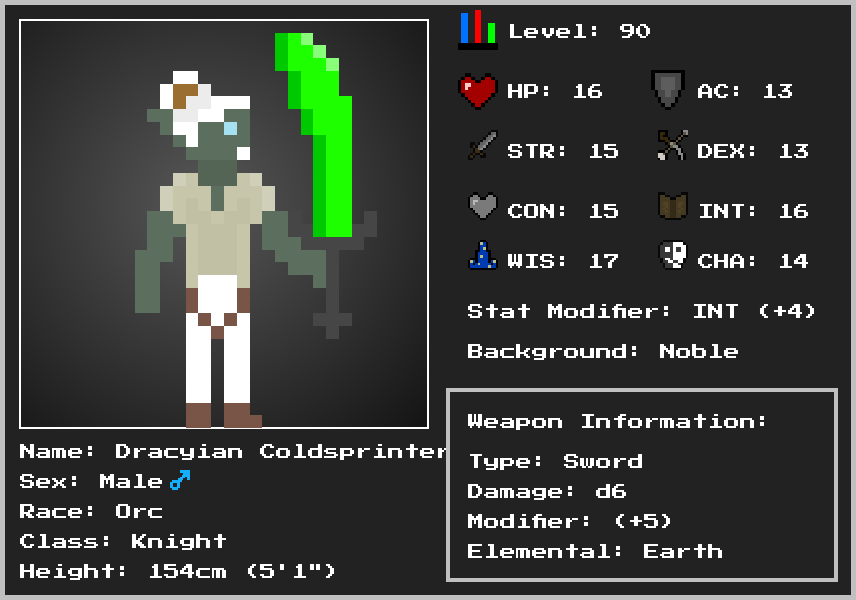 Level: 90
HP: 16 AC: 13
STR: 15 DEX: 13
CON: 15 INT: 16
WIS: 17 CHA: 14
Stat Modifier: INT (+4)
Background: Noble
Weapon Information:
Type: Sword
Damage: d6
Modifier: (+5)
Elemental: Earth
Name: Dracyian Coldsprinter
Sex: Male♂
Race: Orc
Class: Knight
Height: 154cm (5'1")